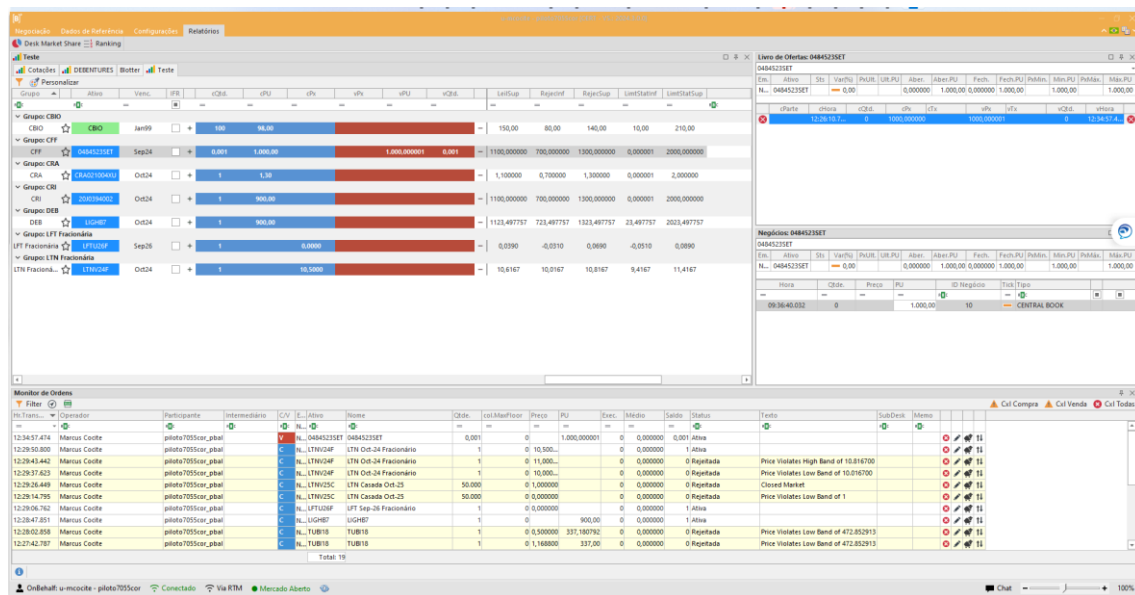 Negociação Dados de Referência Configurações Relatórios
Desk Market Share Ranking
Teste
Cotações DEBENTURES Blotter Teste
Personalizar
Grupo Ativo Venc. IFR cQtd. cPU cPx vPx vPU vQtd. LeilSup RejecInf RejecSup LimtStatInf LimtStatSup
Grupo: CBIO
CBIO CBIO Jan99 + 100 98,00 − 150,00 80,00 140,00 10,00 210,00
Grupo: CFF
CFF 0484523SET Sep24 + 0,001 1.000,00 1.000,000001 0,001 − 1100,000000 700,000000 1300,000000 0,000001 2000,000000
Grupo: CRA
CRA CRA021004XU Oct24 + 1 1,30 − 1,100000 0,700000 1,300000 0,000001 2,000000
Grupo: CRI
CRI 20J0394002 Oct24 + 1 900,00 − 1100,000000 700,000000 1300,000000 0,000001 2000,000000
Grupo: DEB
DEB LIGHB7 Oct24 + 1 900,00 − 1123,497757 723,497757 1323,497757 23,497757 2023,497757
Grupo: LFT Fracionária
LFT Fracionária LFTU26F Sep26 + 1 0,0000 − 0,0390 -0,0310 0,0690 -0,0510 0,0890
Grupo: LTN Fracionária
LTN Fracioná... LTNV24F Oct24 + 1 10,5000 − 10,6167 10,0167 10,8167 9,4167 11,4167
Livro de Ofertas: 0484523SET
0484523SET
Em. Ativo Sts Var(%) PxÚlt. Ult.PU Aber. Aber.PU Fech. Fech.PU PxMin. Min.PU PxMáx. Máx.PU
N... 0484523SET 0,00 0,000000 1.000,00 0,000000 1.000,00 1.000,00 1.000,00
cParte cHora cQtd. cPx cTx vPx vTx vQtd. vHora
12:26:10.7... 0 1000,000000 1000,000001 0 12:34:57.4...
Negócios: 0484523SET
0484523SET
Em. Ativo Sts Var(%) PxÚlt. Ult.PU Aber. Aber.PU Fech. Fech.PU PxMin. Min.PU PxMáx. Máx.PU
N... 0484523SET 0,00 0,000000 1.000,00 0,000000 1.000,00 1.000,00 1.000,00
Hora Qtde. Preço PU ID Negócio Tick Tipo
09:36:40.032 0 1.000,00 10 CENTRAL BOOK
Monitor de Ordens
Filter Cxl Compra Cxl Venda Cxl Todas
Hr.Trans... Operador Participante Intermediário C/V E... Ativo Nome Qtde. col.MaxFloor Preço PU Exec. Médio Saldo Status Texto SubDesk Memo
12:34:57.474 Marcus Cocite piloto7055cor_pbal V N... 0484523SET 0484523SET 0,001 0 1.000,000001 0 0,000000 0,001 Ativa
12:29:50.800 Marcus Cocite piloto7055cor_pbal C N... LTNV24F LTN Oct-24 Fracionário 1 0 10,500... 0 0,000000 1 Ativa
12:29:43.442 Marcus Cocite piloto7055cor_pbal C N... LTNV24F LTN Oct-24 Fracionário 1 0 11,000... 0 0,000000 0 Rejeitada Price Violates High Band of 10.816700
12:29:37.623 Marcus Cocite piloto7055cor_pbal C N... LTNV24F LTN Oct-24 Fracionário 1 0 10,000... 0 0,000000 0 Rejeitada Price Violates Low Band of 10.016700
12:29:26.449 Marcus Cocite piloto7055cor_pbal C N... LTNV25C LTN Casada Oct-25 50.000 0 1,000000 0 0,000000 0 Rejeitada Closed Market
12:29:14.795 Marcus Cocite piloto7055cor_pbal C N... LTNV25C LTN Casada Oct-25 50.000 0 0,000000 0 0,000000 0 Rejeitada Price Violates Low Band of 1
12:29:06.762 Marcus Cocite piloto7055cor_pbal C N... LFTU26F LFT Sep-26 Fracionário 1 0 0,000000 0 0,000000 1 Ativa
12:28:47.851 Marcus Cocite piloto7055cor_pbal C N... LIGHB7 LIGHB7 1 0 900,00 0 0,000000 1 Ativa
12:28:02.858 Marcus Cocite piloto7055cor_pbal C N... TUBI18 TUBI18 1 0 0,500000 337,180792 0 0,000000 0 Rejeitada Price Violates Low Band of 472.852913
12:27:42.787 Marcus Cocite piloto7055cor_pbal C N... TUBI18 TUBI18 1 0 1,168800 337,00 0 0,000000 0 Rejeitada Price Violates Low Band of 472.852913
Total: 19
OnBehalf: u-mcocite - piloto7055cor Conectado Via RTM Mercado Aberto Chat − + 100%